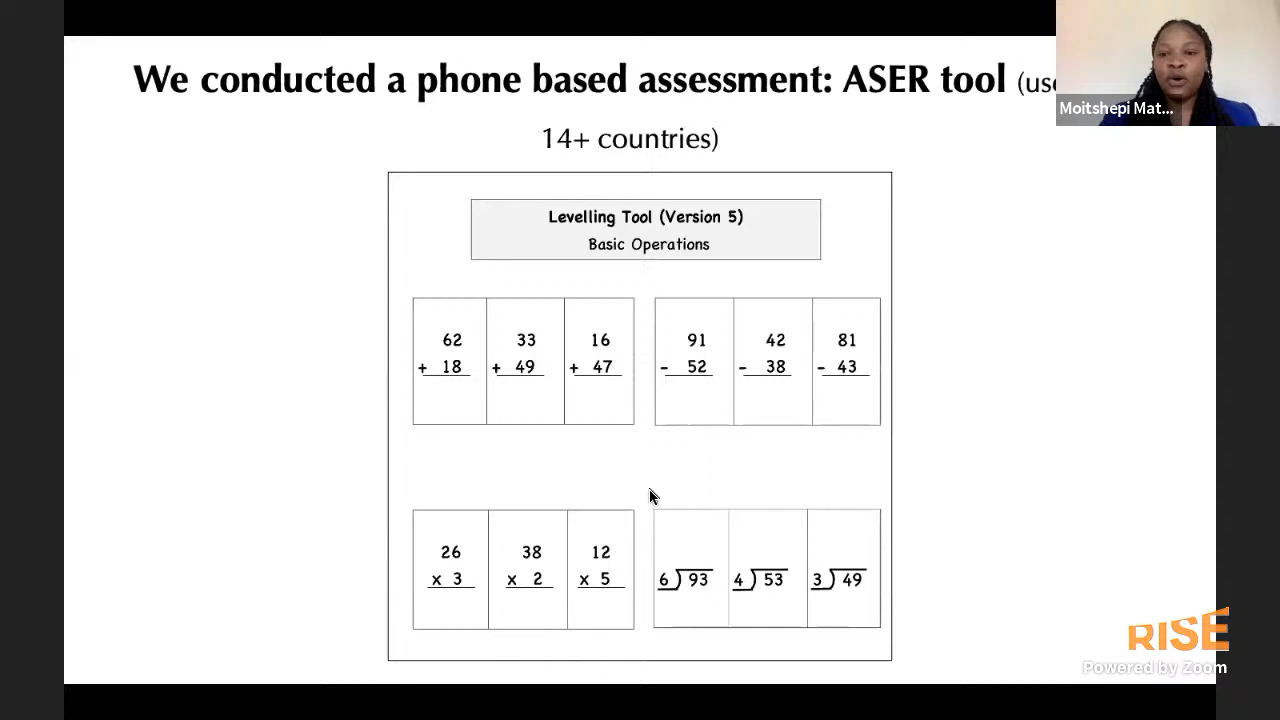 We conducted a phone based assessment: ASER tool
14+ countries)
Moitshepi Mat...
Levelling Tool (Version 5)
Basic Operations
62 33 16 91 42 81
+ 18 + 49 + 47 - 52 - 38 - 43
26 38 12
x 3 x 2 x 5
6 93 4 53 3 49
RISE
Powered by Zoom